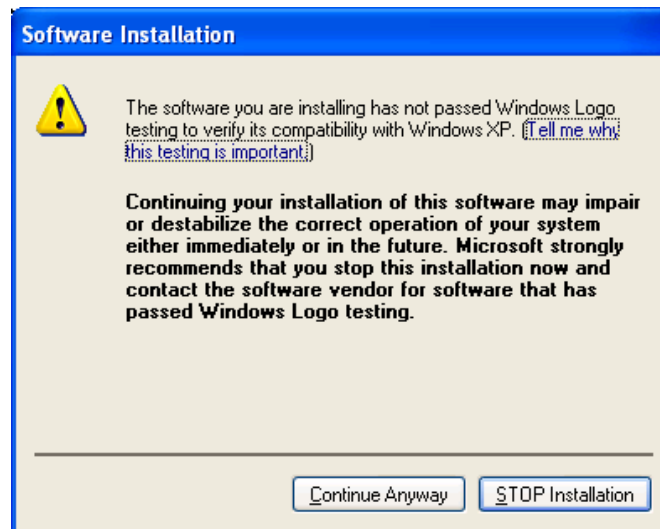 Software Installation
The software you are installing has not passed Windows Logo
testing to verify its compatibility with Windows XP. (Tell me why
this testing is important.)
Continuing your installation of this software may impair
or destabilize the correct operation of your system
either immediately or in the future. Microsoft strongly
recommends that you stop this installation now and
contact the software vendor for software that has
passed Windows Logo testing.
Continue Anyway STOP Installation